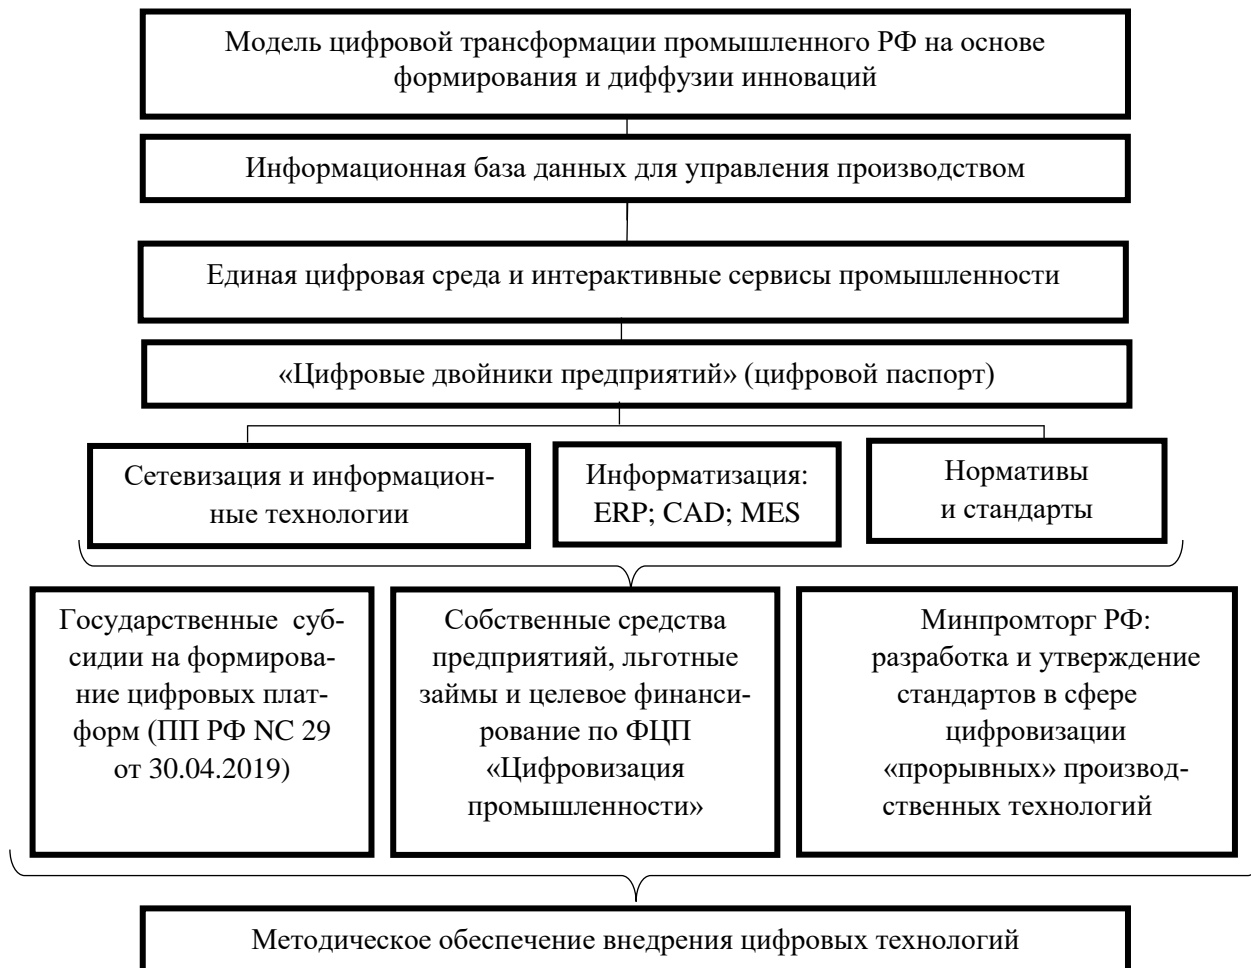 Модель цифровой трансформации промышленного РФ на основе
формирования и диффузии инноваций
Информационная база данных для управления производством
Единая цифровая среда и интерактивные сервисы промышленности
«Цифровые двойники предприятий» (цифровой паспорт)
Сетевизация и информацион-
ные технологии
Информатизация:
ERP; CAD; MES
Нормативы
и стандарты
Государственные суб-
сидии на формирова-
ние цифровых плат-
форм (ПП РФ NC 29
от 30.04.2019)
Собственные средства
предприятияй, льготные
займы и целевое финанси-
рование по ФЦП
«Цифровизация
промышленности»
Минпромторг РФ:
разработка и утверждение
стандартов в сфере
цифровизации
«прорывных» производ-
ственных технологий
Методическое обеспечение внедрения цифровых технологий